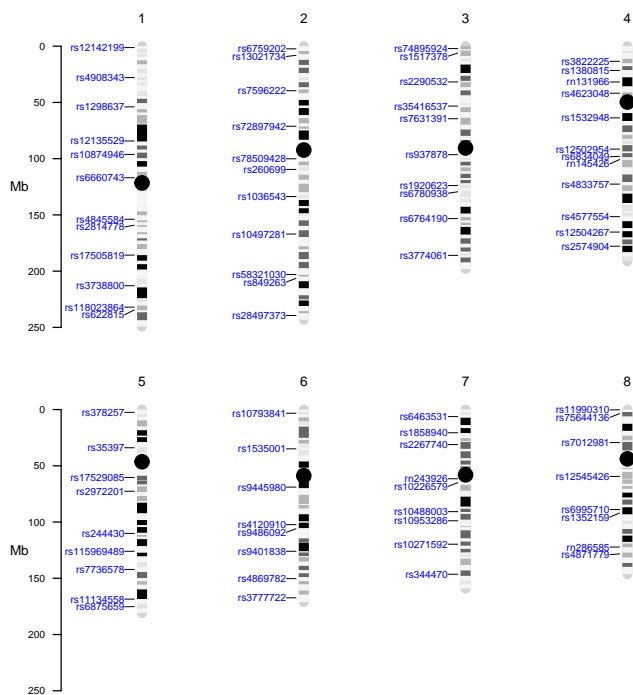 1
2
3
4
0
50
100
150
200
250
Mb
rs12142199
rs4908343
rs1298637
rs12135529
rs10874946
rs6660743
rs4845584
rs2814778
rs17505819
rs3738800
rs118023864
rs622815
rs6759202
rs13021734
rs7596222
rs72897942
rs78509428
rs260699
rs1036543
rs10497281
rs58321030
rs849263
rs28497373
rs74895924
rs1517378
rs2290532
rs35416537
rs7631391
rs937878
rs1920623
rs6780938
rs6764190
rs3774061
rs3822225
rs1380815
rn131966
rs4623048
rs1532948
rs12502954
rs6834049
rn145426
rs4833757
rs4577554
rs12504267
rs2574904
5
6
7
8
0
50
100
150
200
250
Mb
rs378257
rs35397
rs17529085
rs2972201
rs244430
rs115969489
rs7736578
rs11134558
rs6875659
rs10793841
rs1535001
rs9445980
rs4120910
rs9486092
rs9401838
rs4869782
rs3777722
rs6463531
rs1858940
rs2267740
rn243926
rs10226579
rs10488003
rs10953286
rs10271592
rs344470
rs11990310
rs75644136
rs7012981
rs12545426
rs6995710
rs1352159
rn286585
rs4871779